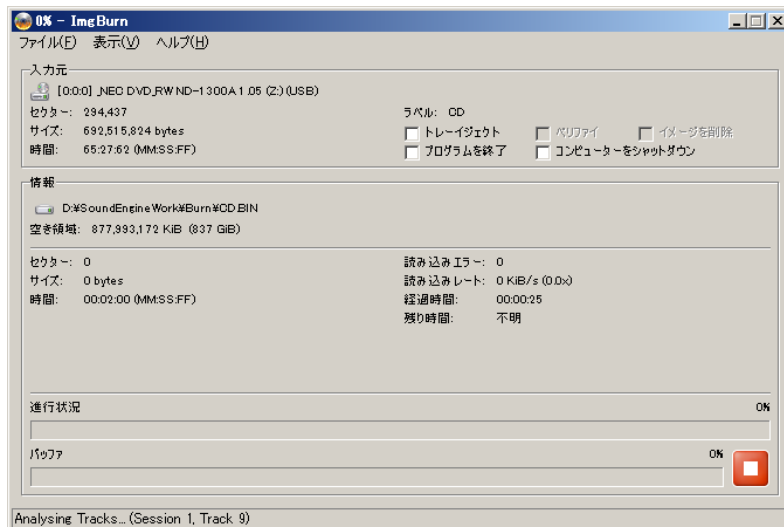 0% - ImgBurn
ファイル(F) 表示(V) ヘルプ(H)
入力元
[0:0:0] _NEC DVD_RW ND-1300A 1.05 (Z:) (USB)
セクター: 294,437
サイズ: 692,515,824 bytes
時間: 65:27:62 (MM:SS:FF)
ラベル: CD
トレーイジェクト ベリファイ イメージを削除
プログラムを終了 コンピューターをシャットダウン
情報
D:¥SoundEngineWork¥Burn¥CD.BIN
空き領域: 877,993,172 KiB (837 GiB)
セクター: 0
サイズ: 0 bytes
時間: 00:02:00 (MM:SS:FF)
読み込みエラー: 0
読み込みレート: 0 KiB/s (0.0x)
経過時間: 00:00:25
残り時間: 不明
進行状況 0%
バッファ 0%
Analysing Tracks... (Session 1, Track 9)